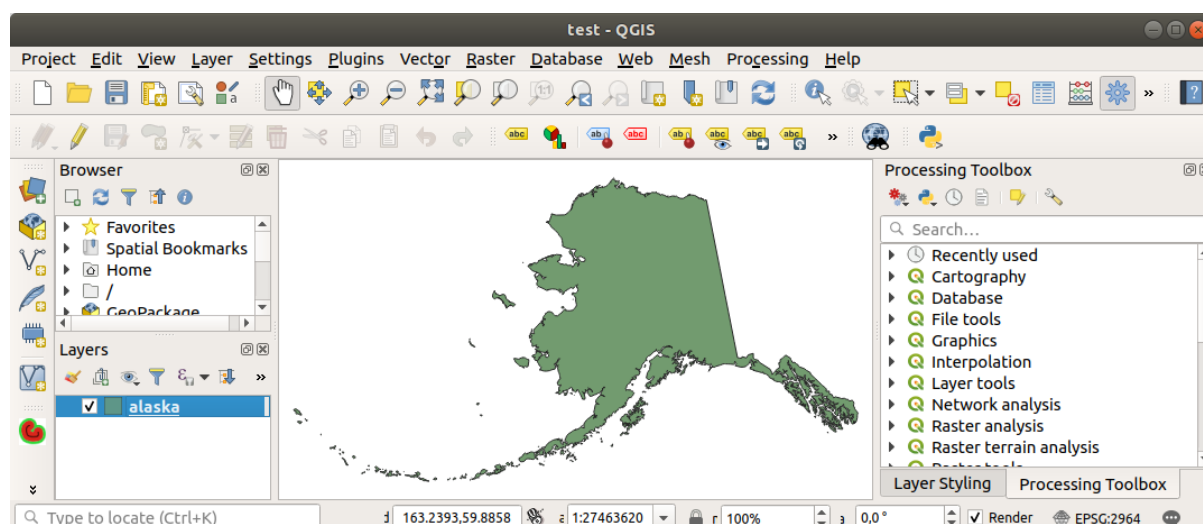 test - QGIS
Project Edit View Layer Settings Plugins Vector Raster Database Web Mesh Processing Help
Browser
Favorites
Spatial Bookmarks
Home
/
GeoPackage
Layers
alaska
Processing Toolbox
Search...
Recently used
Cartography
Database
File tools
Graphics
Interpolation
Layer tools
Network analysis
Raster analysis
Raster terrain analysis
Layer Styling Processing Toolbox
Type to locate (Ctrl+K) 163.2393,59.8858 1:27463620 100% 0,0° Render EPSG:2964